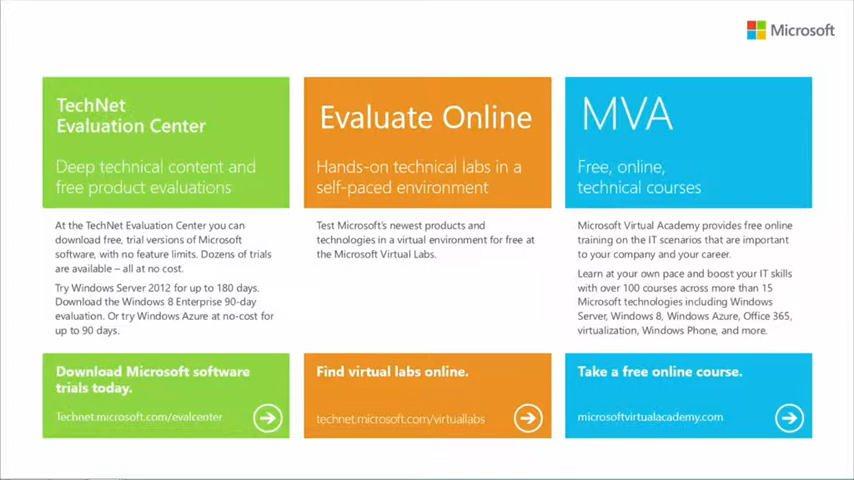 Microsoft
TechNet
Evaluation Center
Deep technical content and
free product evaluations
At the TechNet Evaluation Center you can
download free, trial versions of Microsoft
software, with no feature limits. Dozens of trials
are available – all at no cost.
Try Windows Server 2012 for up to 180 days.
Download the Windows 8 Enterprise 90-day
evaluation. Or try Windows Azure at no-cost for
up to 90 days.
Download Microsoft software
trials today.
Technet.microsoft.com/evalcenter
Evaluate Online
Hands-on technical labs in a
self-paced environment
Test Microsoft's newest products and
technologies in a virtual environment for free at
the Microsoft Virtual Labs.
Find virtual labs online.
technet.microsoft.com/virtuallabs
MVA
Free, online,
technical courses
Microsoft Virtual Academy provides free online
training on the IT scenarios that are important
to your company and your career.
Learn at your own pace and boost your IT skills
with over 100 courses across more than 15
Microsoft technologies including Windows
Server, Windows 8, Windows Azure, Office 365,
virtualization, Windows Phone, and more.
Take a free online course.
microsoftvirtualacademy.com